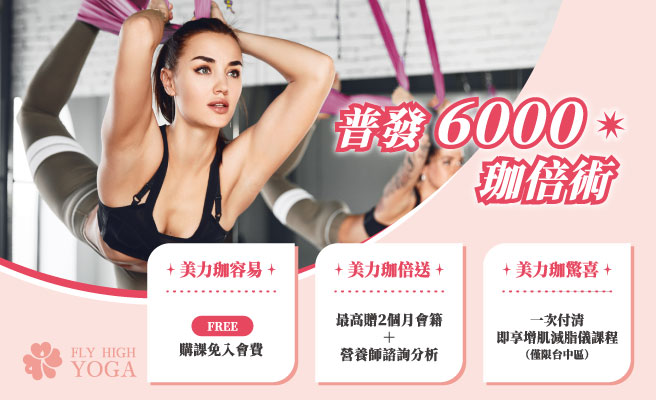 普發 6000
珈倍術
美力珈容易
FREE
購課免入會費
美力珈倍送
最高贈2個月會籍
＋
營養師諮詢分析
美力珈驚喜
一次付清
即享增肌減脂儀課程
（僅限台中區）
FLY HIGH
YOGA